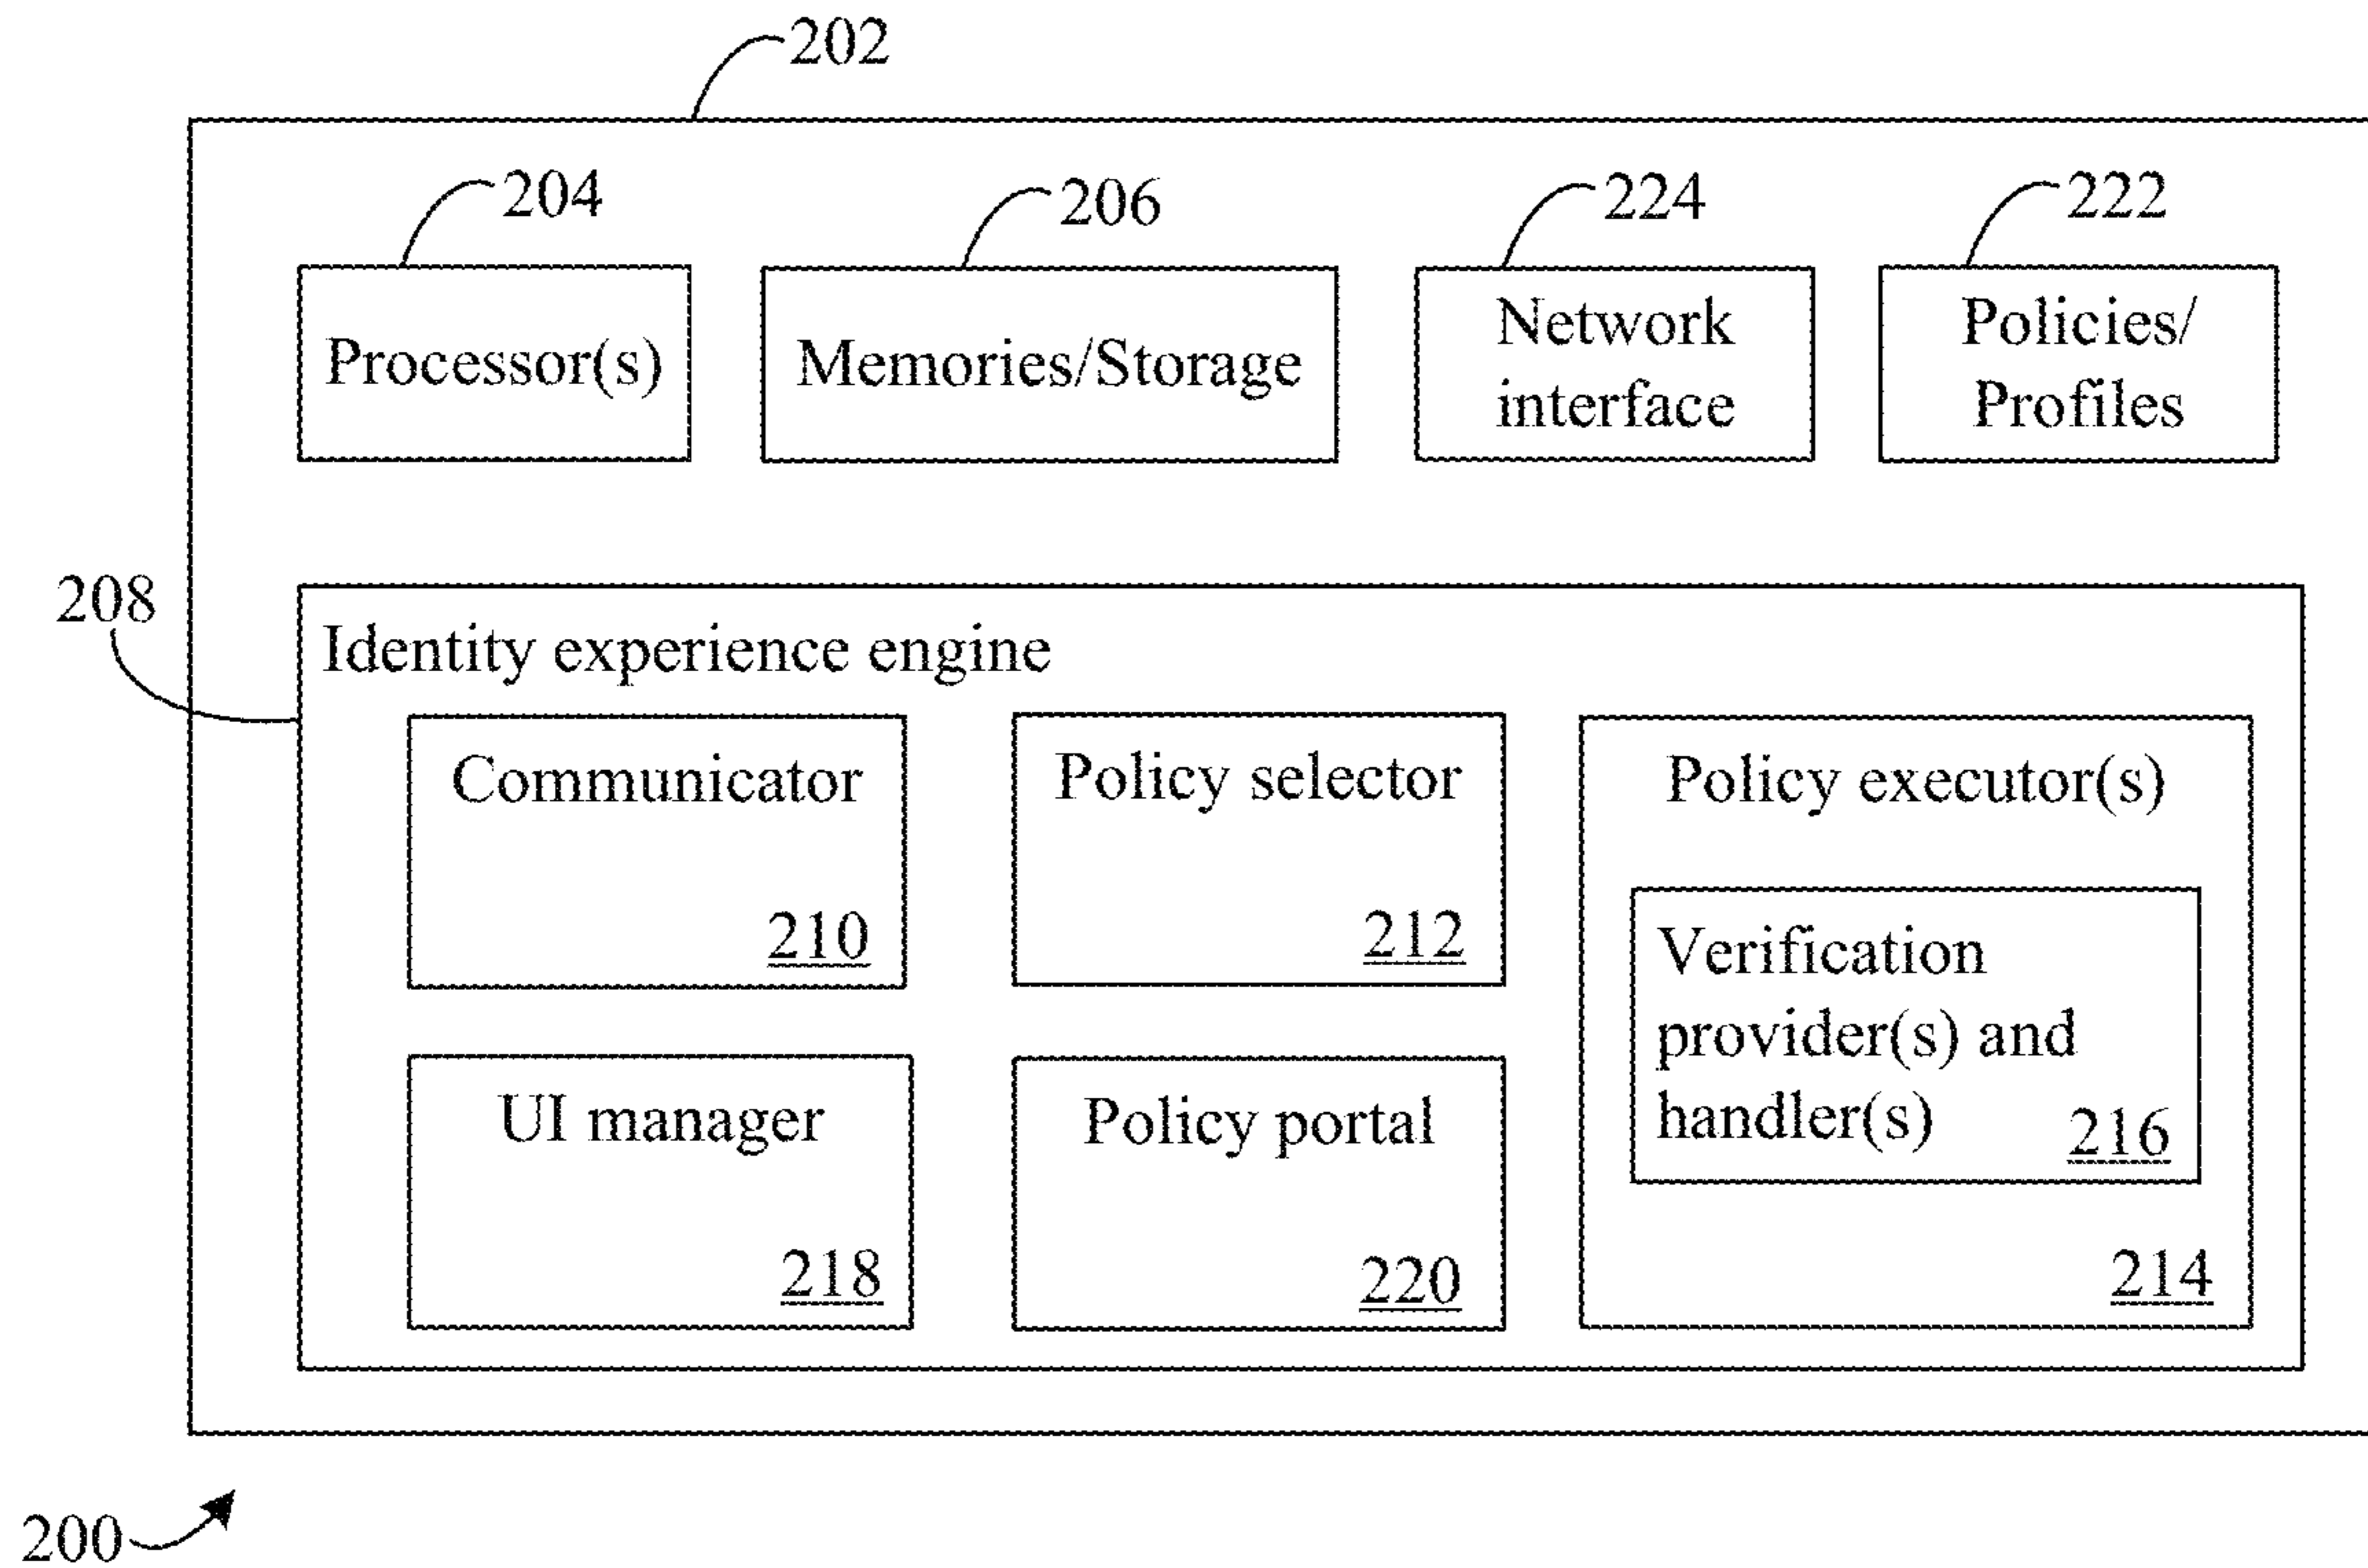 202
204
206
224
222
Processor(s)
Memories/Storage
Network
interface
Policies/
Profiles
208
Identity experience engine
Communicator
210
Policy selector
212
Policy executor(s)
Verification
provider(s) and
handler(s)
216
214
UI manager
218
Policy portal
220
200